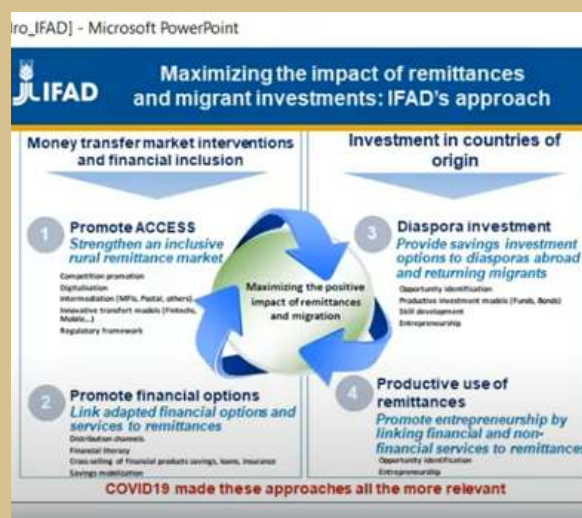 Iro_IFAD] - Microsoft PowerPoint
IFAD
Maximizing the impact of remittances
and migrant investments: IFAD's approach
Money transfer market interventions
and financial inclusion
1
Promote ACCESS
Strengthen an inclusive
rural remittance market
Competition promotion
Digitalisation
Intermediation (MFIs, Postal, others)
Innovative transfert models (Fintechs,
Mobile...)
Regulatory framework
2
Promote financial options
Link adapted financial options and
services to remittances
Distribution channels
Financial literacy
Cross selling of financial products savings, loans, insurance
Savings mobilization
Maximizing the positive
impact of remittances
and migration
Investment in countries of
origin
3
Diaspora investment
Provide savings investment
options to diasporas abroad
and returning migrants
Opportunity identification
Productive investment models (Funds, Bonds)
Skill development
Entrepreneurship
4
Productive use of
remittances
Promote entrepreneurship by
linking financial and non-
financial services to remittances
Opportunity identification
Entrepreneurship
COVID19 made these approaches all the more relevant